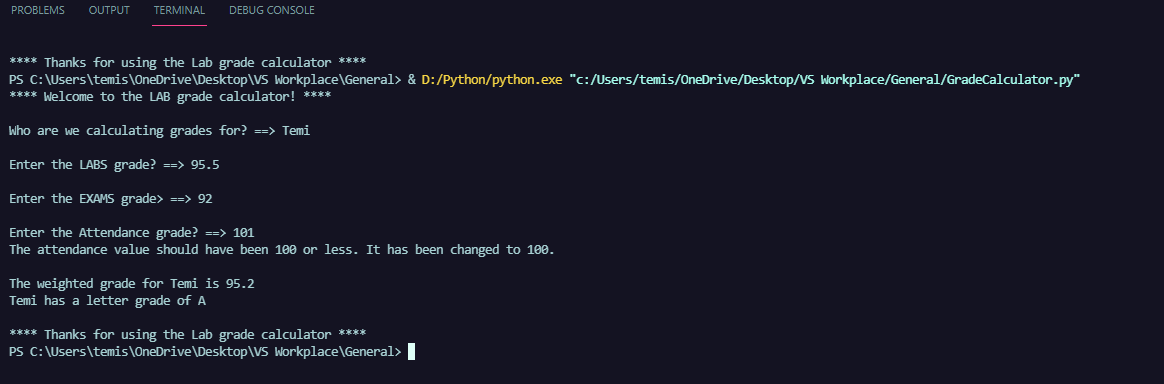 PROBLEMS OUTPUT TERMINAL DEBUG CONSOLE
**** Thanks for using the Lab grade calculator ****
PS C:\Users\temis\OneDrive\Desktop\VS Workplace\General> & D:/Python/python.exe "c:/Users/temis/OneDrive/Desktop/VS Workplace/General/GradeCalculator.py"
**** Welcome to the LAB grade calculator! ****
Who are we calculating grades for? ==> Temi
Enter the LABS grade? ==> 95.5
Enter the EXAMS grade> ==> 92
Enter the Attendance grade? ==> 101
The attendance value should have been 100 or less. It has been changed to 100.
The weighted grade for Temi is 95.2
Temi has a letter grade of A
**** Thanks for using the Lab grade calculator ****
PS C:\Users\temis\OneDrive\Desktop\VS Workplace\General>